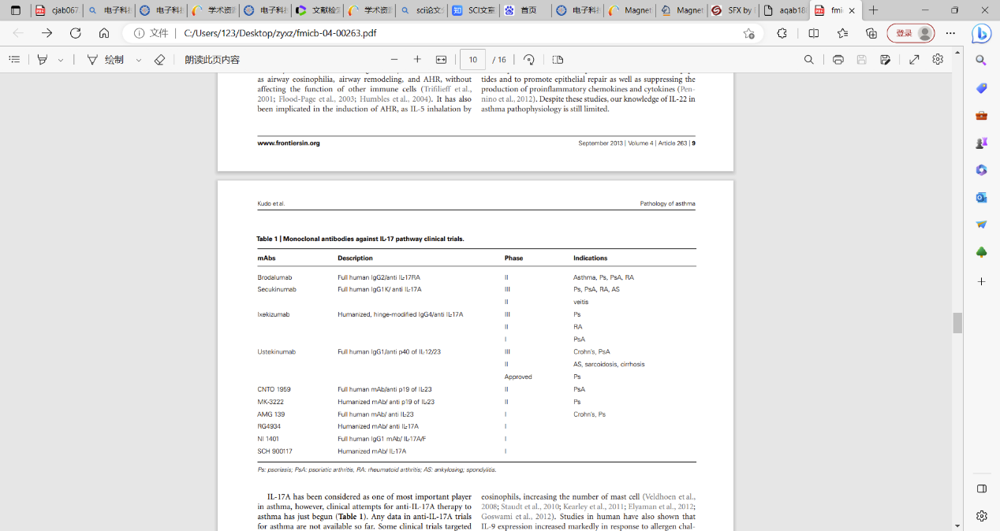 cjab067
电子科
电子科
学术资源
电子科
文献检
学术资源
sci论文
SCI文章
首页
电子科
Magnet
Magnet
SFX by
aqab18
fmi
文件 | C:/Users/123/Desktop/zyxz/fmicb-04-00263.pdf
登录
绘制
朗读此页内容
10 / 16
as airway eosinophilia, airway remodeling, and AHR, without
affecting the function of other immune cells (Trifilieff et al.,
2001; Flood-Page et al., 2003; Humbles et al., 2004). It has also
been implicated in the induction of AHR, as IL-5 inhalation by
tides and to promote epithelial repair as well as suppressing the
production of proinflammatory chemokines and cytokines (Pen-
nino et al., 2012). Despite these studies, our knowledge of IL-22 in
asthma pathophysiology is still limited.
www.frontiersin.org
September 2013 | Volume 4 | Article 263 | 9
Kudo et al.
Pathology of asthma
Table 1 | Monoclonal antibodies against IL-17 pathway clinical trials.
mAbs Description Phase Indications
Brodalumab Full human IgG2/anti IL-17RA II Asthma, Ps, PsA, RA
Secukinumab Full human IgG1K/ anti IL-17A III Ps, PsA, RA, AS
II veitis
Ixekizumab Humanized, hinge-modified IgG4/anti IL-17A III Ps
II RA
I PsA
Ustekinumab Full human IgG1/anti p40 of IL-12/23 III Crohn's, PsA
II AS, sarcoidosis, cirrhosis
Approved Ps
CNTO 1959 Full human mAb/anti p19 of IL-23 II PsA
MK-3222 Humanized mAb/ anti p19 of IL-23 II Ps
AMG 139 Full human mAb/ anti IL-23 I Crohn's, Ps
RG4934 Humanized mAb/ anti IL-17A I
NI 1401 Full human IgG1 mAb/ IL-17A/F I
SCH 900117 Humanized mAb/ IL-17A I
Ps: psoriasis; PsA: psoriatic arthritis, RA: rheumatoid arthritis; AS: ankylosing; spondylitis.
IL-17A has been considered as one of most important player
in asthma, however, clinical attempts for anti-IL-17A therapy to
asthma has just begun (Table 1). Any data in anti-IL-17A trials
for asthma are not available so far. Some clinical trials targeted
eosinophils, increasing the number of mast cell (Veldhoen et al.,
2008; Staudt et al., 2010; Kearley et al., 2011; Elyaman et al., 2012;
Goswami et al., 2012). Studies in human have also shown that
IL-9 expression increased markedly in response to allergen chal-